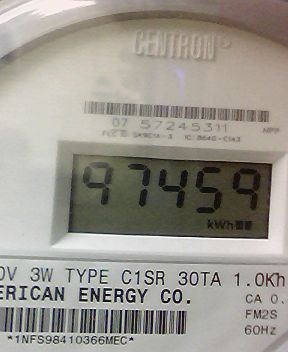 CENTRON®
07 57245311
97459
kWh
0V 3W TYPE C1SR 30TA 1.0Kh
ERICAN ENERGY CO.
CA 0.
FM2S
60Hz
*1NFS98410366MEC*